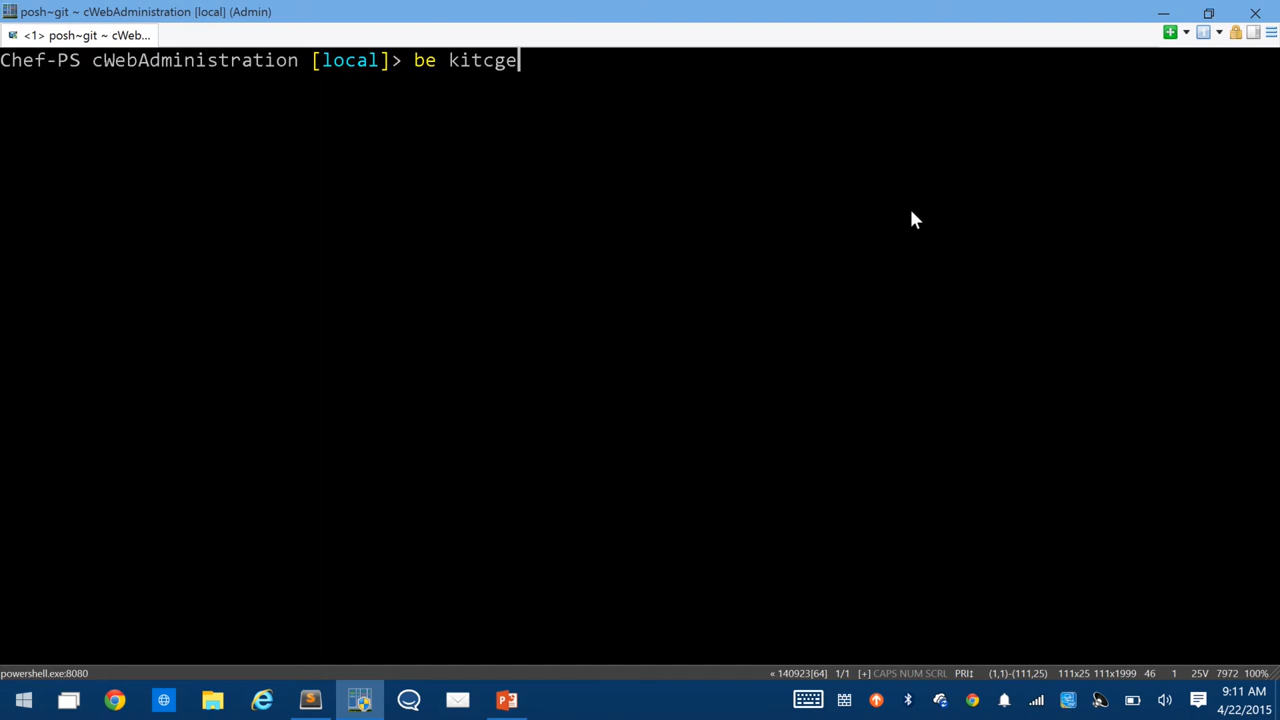 posh~git ~ cWebAdministration [local] (Admin)
<1> posh~git ~ cWeb...
Chef-PS cWebAdministration [local]> be kitcge
powershell.exe:8080
« 140923[64] 1/1 [+] CAPS NUM SCRL PRI↕ (1,1)-(111,25) 111x25 111x1999 46 1 25V 7972 100%
9:11 AM
4/22/2015